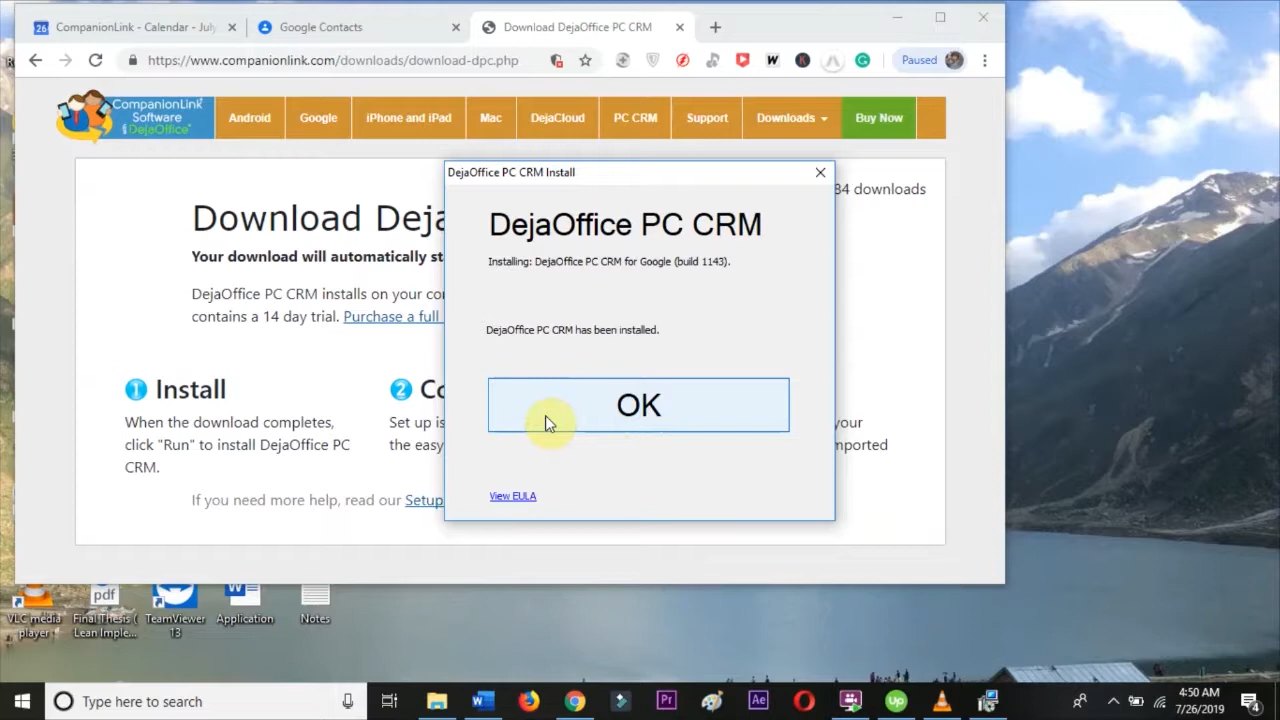 CompanionLink - Calendar - July
Google Contacts
Download DejaOffice PC CRM
https://www.companionlink.com/downloads/download-dpc.php
Paused
CompanionLink
Software
DejaOffice
Android
Google
iPhone and iPad
Mac
DejaCloud
PC CRM
Support
Downloads
Buy Now
84 downloads
Download Deja
Your download will automatically st
DejaOffice PC CRM installs on your co
contains a 14 day trial. Purchase a full
1 Install
When the download completes,
click “Run” to install DejaOffice PC
CRM.
2 Co
Set up is
the easy
your
mported
If you need more help, read our Setup
DejaOffice PC CRM Install
DejaOffice PC CRM
Installing: DejaOffice PC CRM for Google (build 1143).
DejaOffice PC CRM has been installed.
OK
View EULA
VLC media
player
pdf
Final Thesis (
Lean Imple...
TeamViewer
13
Application
Notes
Type here to search
Pr
Ae
Up
4:50 AM
7/26/2019
4